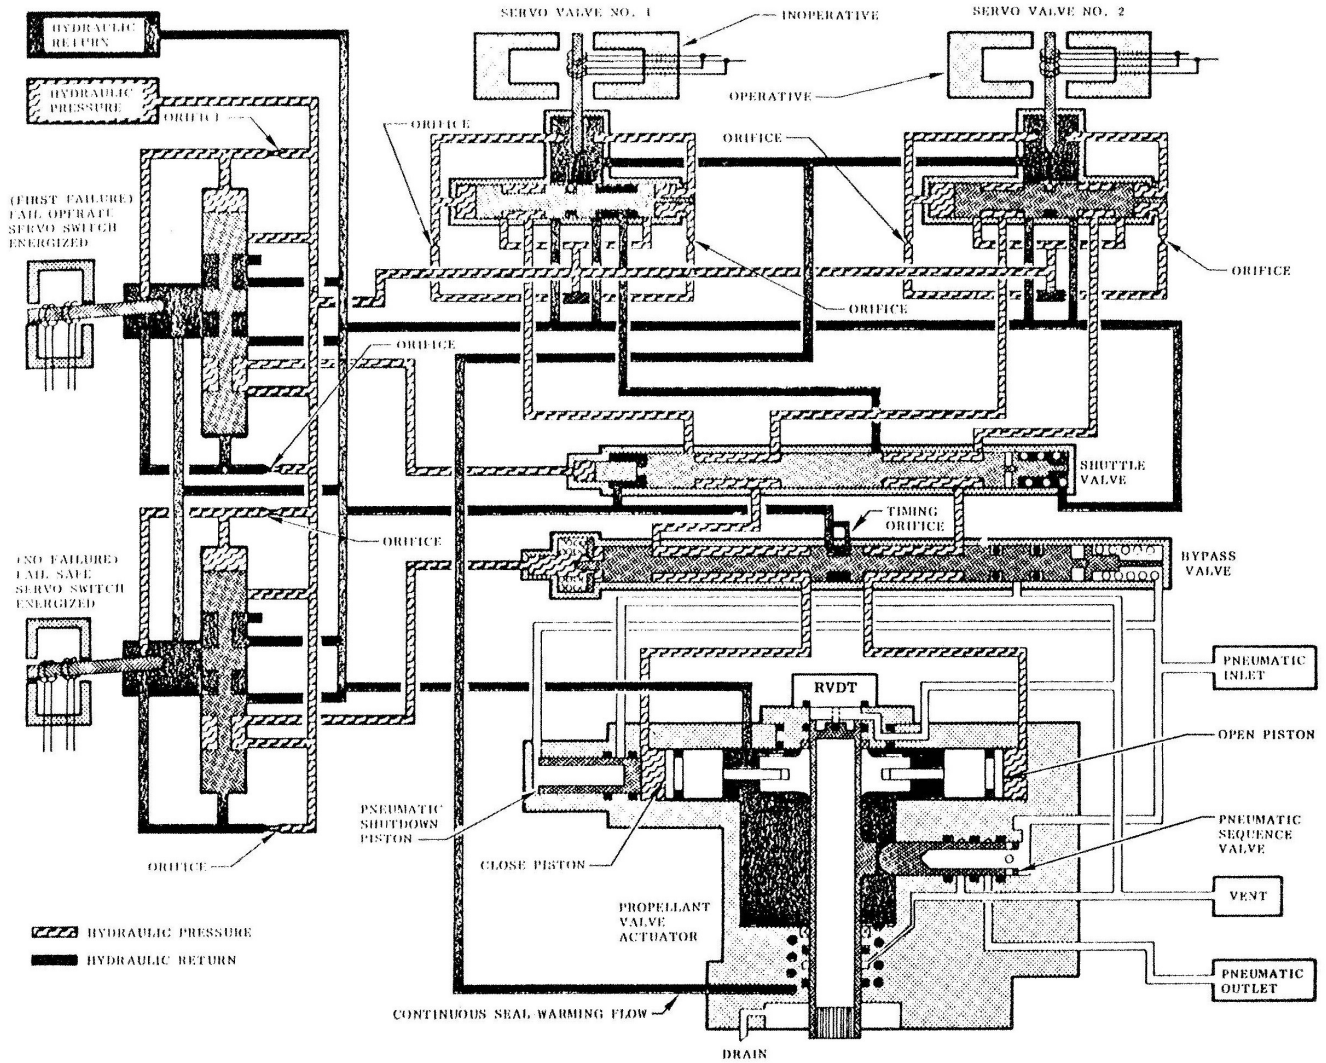 SERVO VALVE NO. 1
INOPERATIVE
SERVO VALVE NO. 2
HYDRAULIC
RETURN
HYDRAULIC
PRESSURE
OPERATIVE
ORIFICE
ORIFICE
ORIFICE
(FIRST FAILURE)
FAIL OPERATE
SERVO SWITCH
ENERGIZED
ORIFICE
ORIFICE
ORIFICE
SHUTTLE
VALVE
TIMING
ORIFICE
ORIFICE
BYPASS
VALVE
(NO FAILURE)
FAIL SAFE
SERVO SWITCH
ENERGIZED
PNEUMATIC
INLET
RVDT
OPEN PISTON
PNEUMATIC
SHUTDOWN
PISTON
PNEUMATIC
SEQUENCE
VALVE
ORIFICE
CLOSE PISTON
VENT
PROPELLANT
VALVE
ACTUATOR
HYDRAULIC PRESSURE
HYDRAULIC RETURN
PNEUMATIC
OUTLET
CONTINUOUS SEAL WARMING FLOW
DRAIN